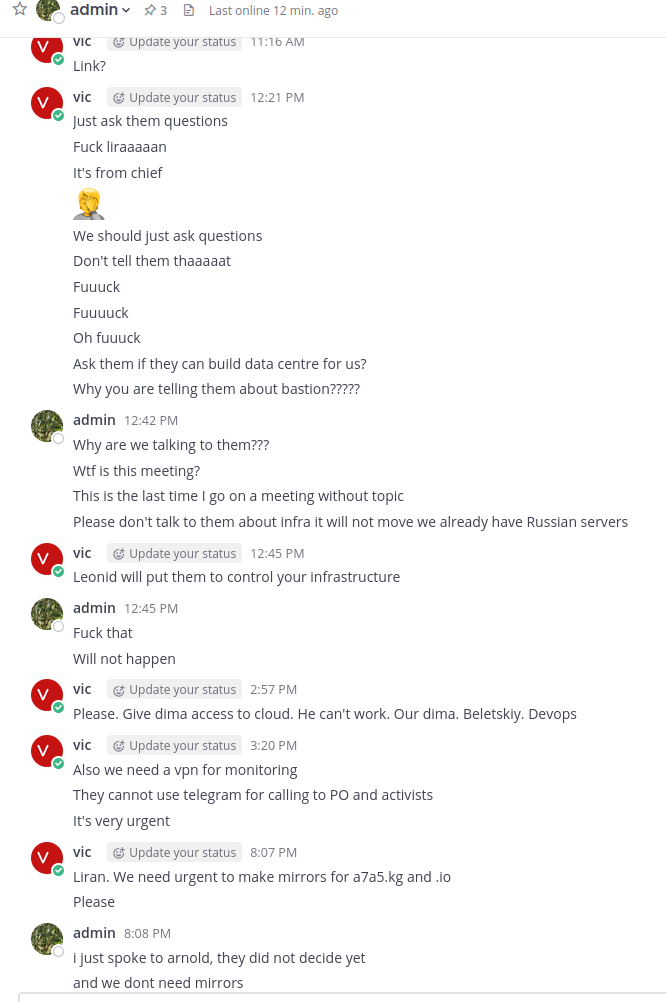 admin 3 Last online 12 min. ago
vic Update your status 11:16 AM
Link?
V vic Update your status 12:21 PM
Just ask them questions
Fuck liraaaaan
It's from chief
We should just ask questions
Don't tell them thaaaaat
Fuuuck
Fuuuuck
Oh fuuuck
Ask them if they can build data centre for us?
Why you are telling them about bastion?????
admin 12:42 PM
Why are we talking to them???
Wtf is this meeting?
This is the last time I go on a meeting without topic
Please don't talk to them about infra it will not move we already have Russian servers
V vic Update your status 12:45 PM
Leonid will put them to control your infrastructure
admin 12:45 PM
Fuck that
Will not happen
V vic Update your status 2:57 PM
Please. Give dima access to cloud. He can't work. Our dima. Beletskiy. Devops
V vic Update your status 3:20 PM
Also we need a vpn for monitoring
They cannot use telegram for calling to PO and activists
It's very urgent
V vic Update your status 8:07 PM
Liran. We need urgent to make mirrors for a7a5.kg and .io
Please
admin 8:08 PM
i just spoke to arnold, they did not decide yet
and we dont need mirrors